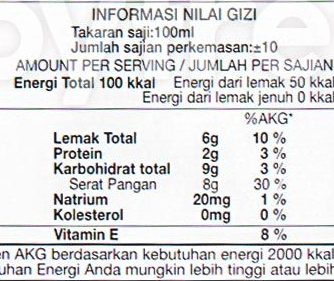 INFORMASI NILAI GIZI
Takaran saji:100ml
Jumlah sajian perkemasan:±10
AMOUNT PER SERVING / JUMLAH PER SAJIAN
Energi Total 100 kkal Energi dari lemak 50 kkal
Energi dari lemak jenuh 0 kkal
%AKG*
Lemak Total 6g 10 %
Protein 2g 3 %
Karbohidrat total 9g 3 %
Serat Pangan 8g 30 %
Natrium 20mg 1 %
Kolesterol 0mg 0 %
Vitamin E 8 %
en AKG berdasarkan kebutuhan energi 2000 kkal
uhan Energi Anda mungkin lebih tinggi atau lebih